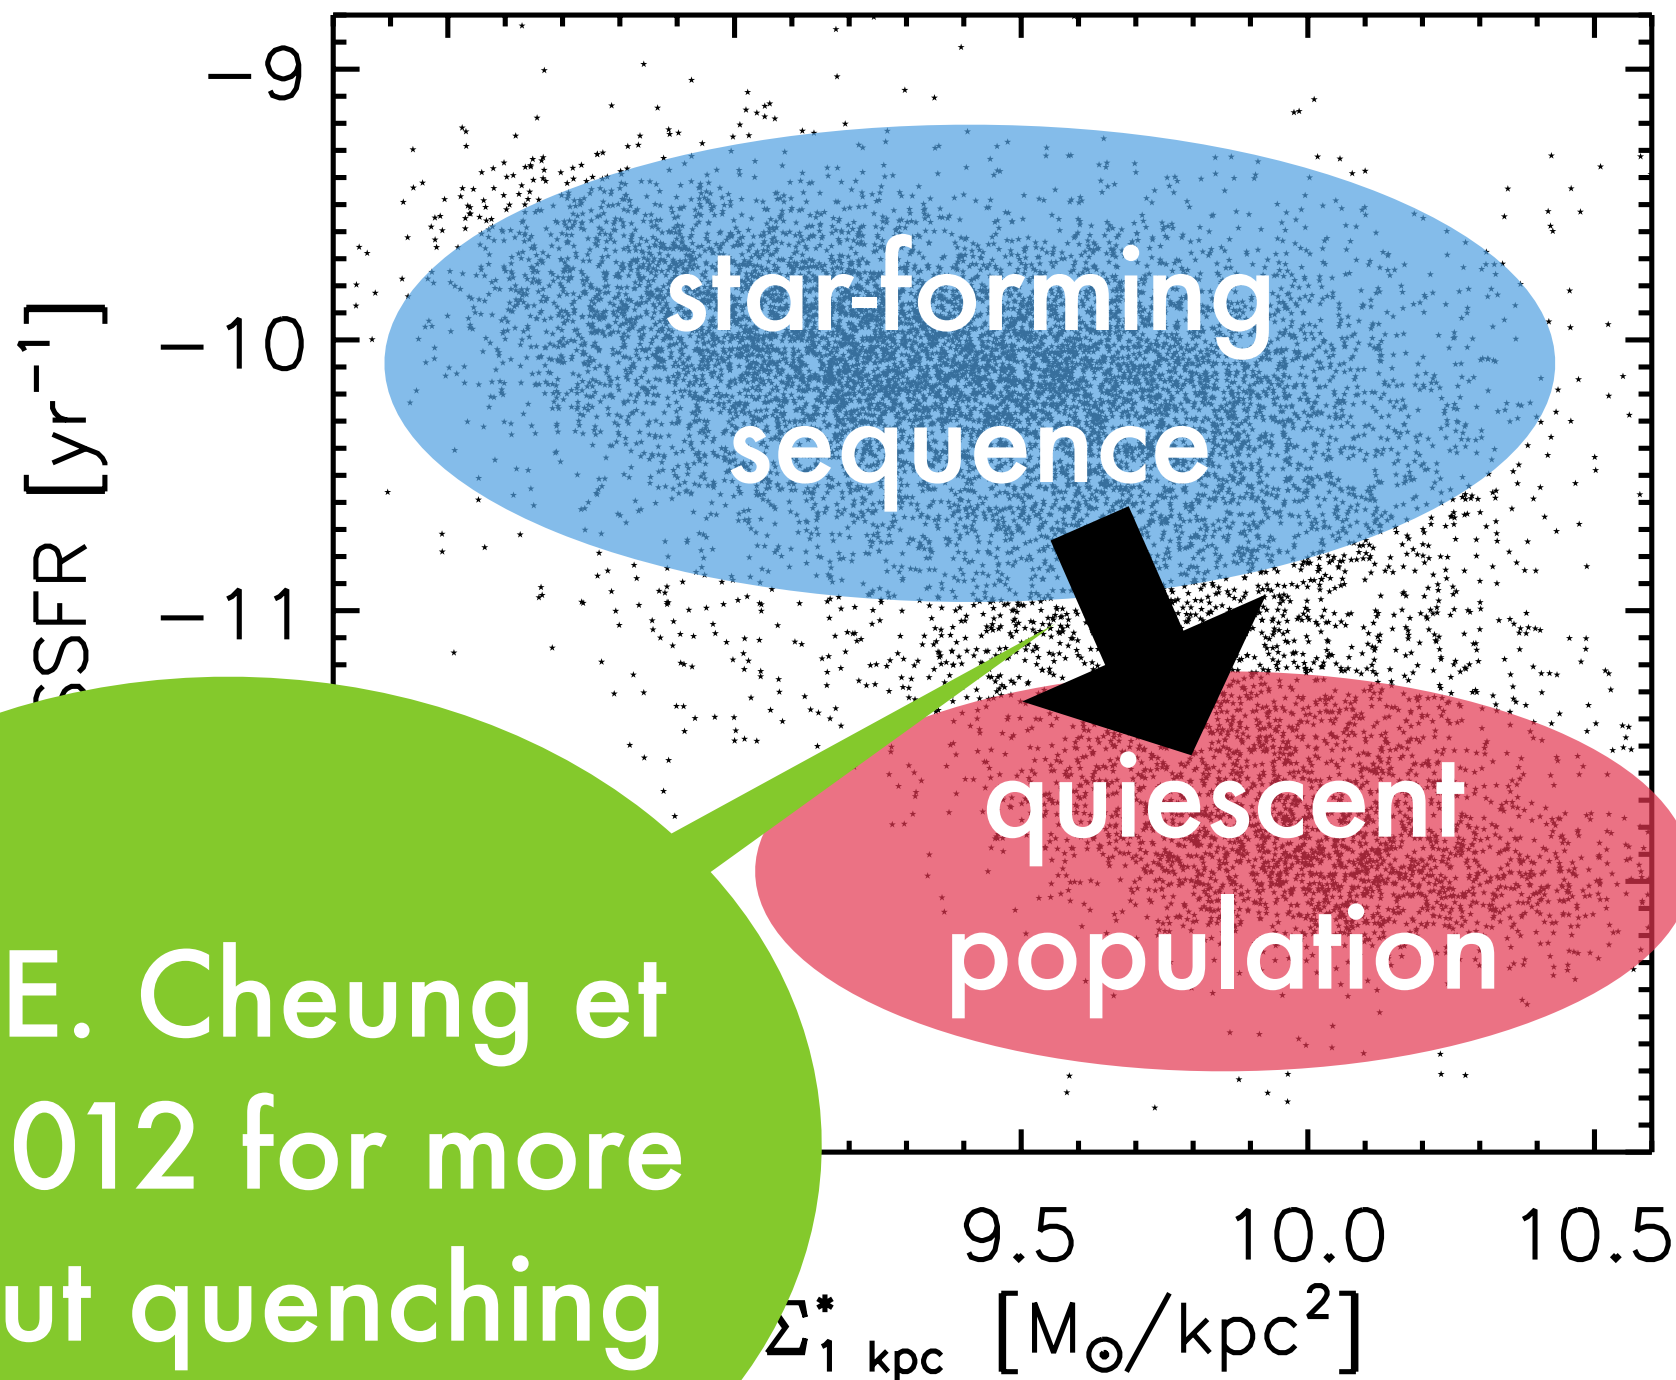 −9
−10
−11
SSFR [yr⁻¹]
star-forming
sequence
quiescent
population
E. Cheung et
012 for more
ut quenching
9.5 10.0 10.5
Σ*₁ kpc [M⊙/kpc²]